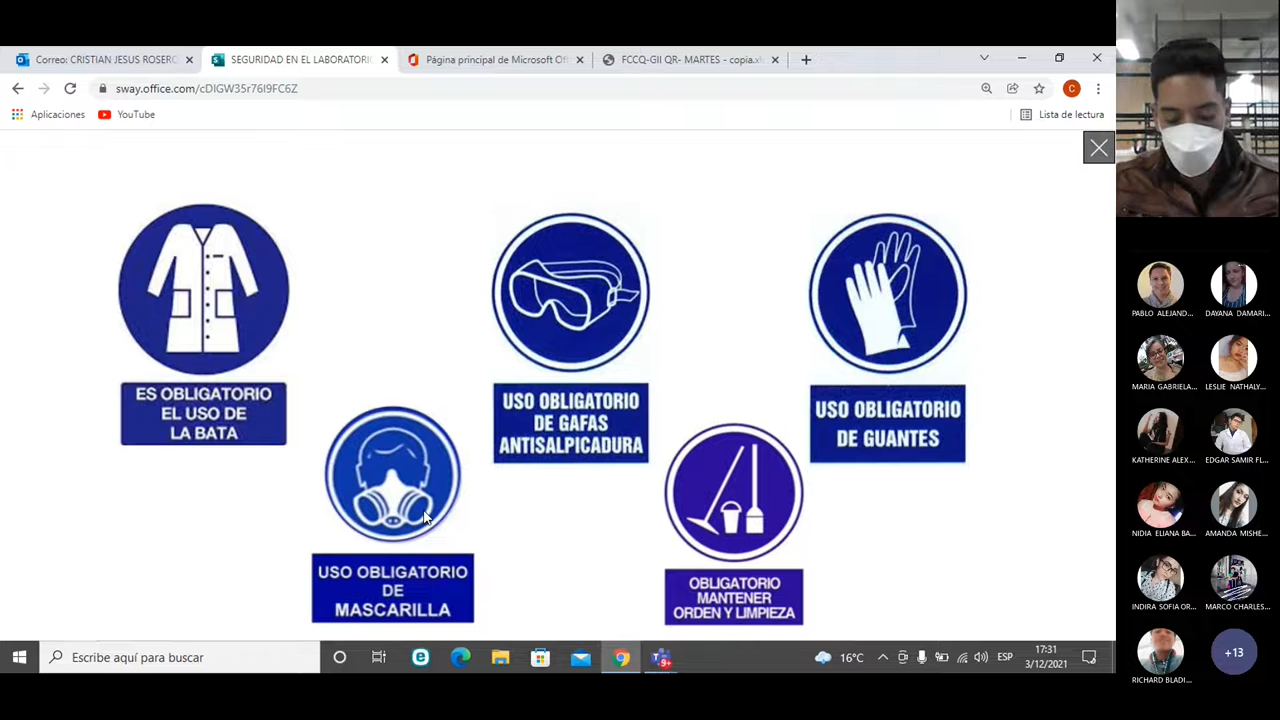 Correo: CRISTIAN JESUS ROSERO
SEGURIDAD EN EL LABORATORIO
Página principal de Microsoft Of
FCCQ-GII QR- MARTES - copia.x
sway.office.com/cDIGW35r76I9FC6Z
C
Aplicaciones
YouTube
Lista de lectura
ES OBLIGATORIO
EL USO DE
LA BATA
USO OBLIGATORIO
DE GAFAS
ANTISALPICADURA
USO OBLIGATORIO
DE GUANTES
USO OBLIGATORIO
DE
MASCARILLA
OBLIGATORIO
MANTENER
ORDEN Y LIMPIEZA
PABLO ALEJAND...
DAYANA DAMARI...
MARIA GABRIELA...
LESLIE NATHALY...
KATHERINE ALEX...
EDGAR SAMIR FL...
NIDIA ELIANA BA...
AMANDA MISHE...
INDIRA SOFIA OR...
MARCO CHARLES...
RICHARD BLADI...
+13
Escribe aquí para buscar
9+
16°C
ESP
17:31
3/12/2021